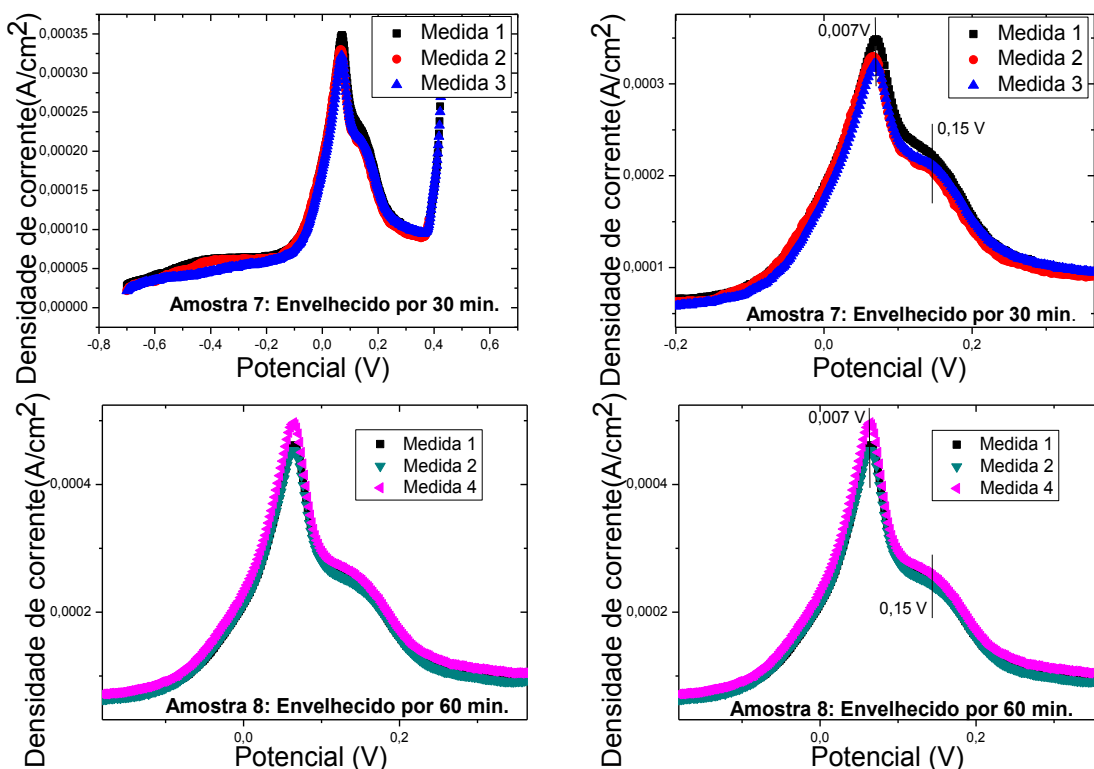 Densidade de corrente(A/cm²)
0,00035
0,00030
0,00025
0,00020
0,00015
0,00010
0,00005
0,00000
Medida 1
Medida 2
Medida 3
Amostra 7: Envelhecido por 30 min.
-0,8 -0,6 -0,4 -0,2 0,0 0,2 0,4 0,6
Potencial (V)
Densidade de corrente(A/cm²)
0,0003
0,0002
0,0001
0,007V
Medida 1
Medida 2
Medida 3
0,15 V
Amostra 7: Envelhecido por 30 min.
-0,2 0,0 0,2
Potencial (V)
Densidade de corrente(A/cm²)
0,0004
0,0002
Medida 1
Medida 2
Medida 4
Amostra 8: Envelhecido por 60 min.
0,0 0,2
Potencial (V)
Densidade de corrente(A/cm²)
0,0004
0,0002
0,007 V
Medida 1
Medida 2
Medida 4
0,15 V
Amostra 8: Envelhecido por 60 min.
0,0 0,2
Potencial (V)